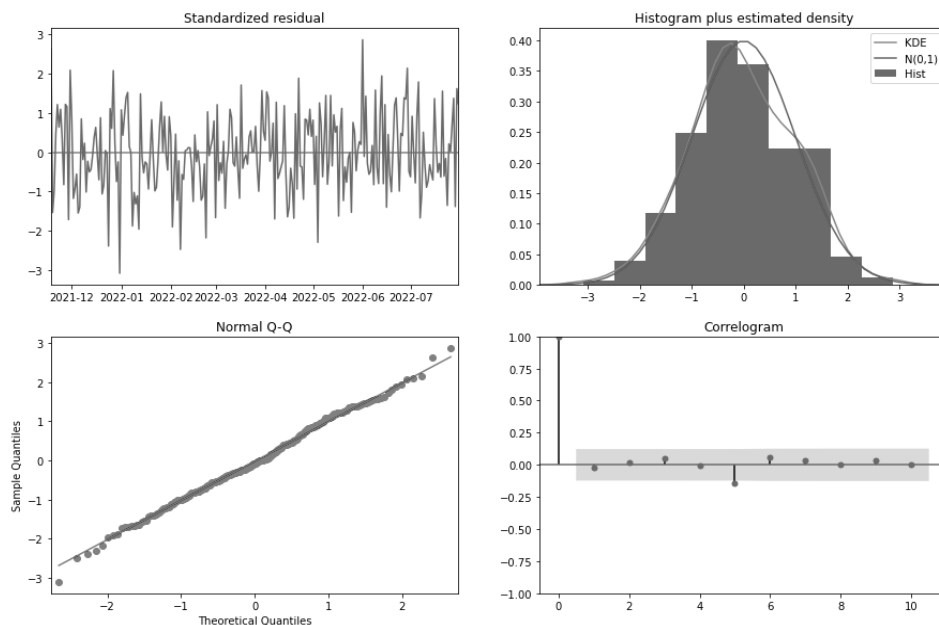 Standardized residual
3
2
1
0
−1
−2
−3
2021-12 2022-01 2022-02 2022-03 2022-04 2022-05 2022-06 2022-07
Histogram plus estimated density
0.40
0.35
0.30
0.25
0.20
0.15
0.10
0.05
0.00
−3 −2 −1 0 1 2 3
KDE
N(0,1)
Hist
Normal Q-Q
Sample Quantiles
3
2
1
0
−1
−2
−3
−2 −1 0 1 2
Theoretical Quantiles
Correlogram
1.00
0.75
0.50
0.25
0.00
−0.25
−0.50
−0.75
−1.00
0 2 4 6 8 10